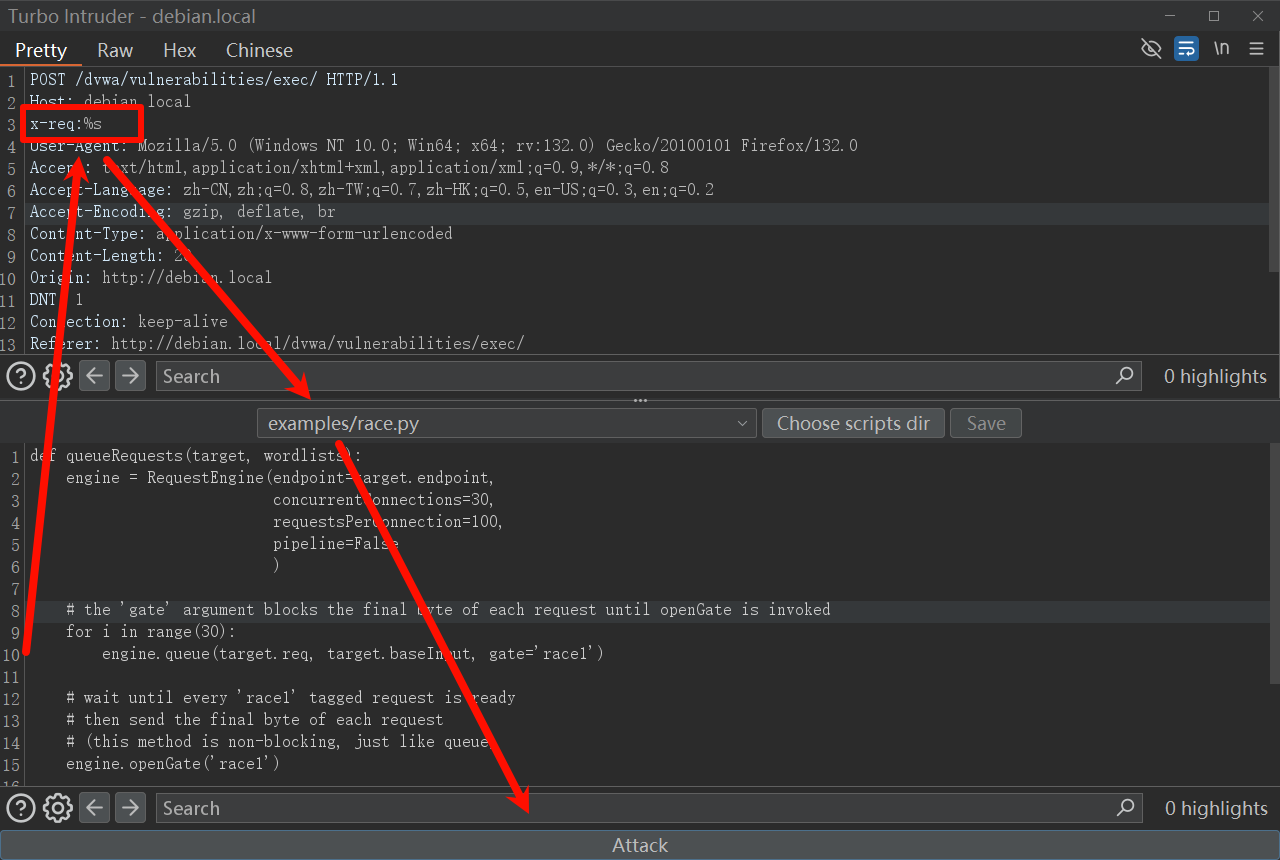 Turbo Intruder - debian.local
Pretty Raw Hex Chinese \n
1 POST /dvwa/vulnerabilities/exec/ HTTP/1.1
2 Host: debian.local
3 x-req:%s
4 User-Agent: Mozilla/5.0 (Windows NT 10.0; Win64; x64; rv:132.0) Gecko/20100101 Firefox/132.0
5 Accept: text/html,application/xhtml+xml,application/xml;q=0.9,*/*;q=0.8
6 Accept-Language: zh-CN,zh;q=0.8,zh-TW;q=0.7,zh-HK;q=0.5,en-US;q=0.3,en;q=0.2
7 Accept-Encoding: gzip, deflate, br
8 Content-Type: application/x-www-form-urlencoded
9 Content-Length:
10 Origin: http://debian.local
11 DNT: 1
12 Connection: keep-alive
13 Referer: http://debian.local/dvwa/vulnerabilities/exec/
Search 0 highlights
examples/race.py Choose scripts dir Save
1 def queueRequests(target, wordlists):
2 engine = RequestEngine(endpoint=target.endpoint,
3 concurrentConnections=30,
4 requestsPerConnection=100,
5 pipeline=False
6 )
7
8 # the 'gate' argument blocks the final byte of each request until openGate is invoked
9 for i in range(30):
10 engine.queue(target.req, target.baseInput, gate='race1')
11
12 # wait until every 'race1' tagged request is ready
13 # then send the final byte of each request
14 # (this method is non-blocking, just like queue)
15 engine.openGate('race1')
16
Search 0 highlights
Attack